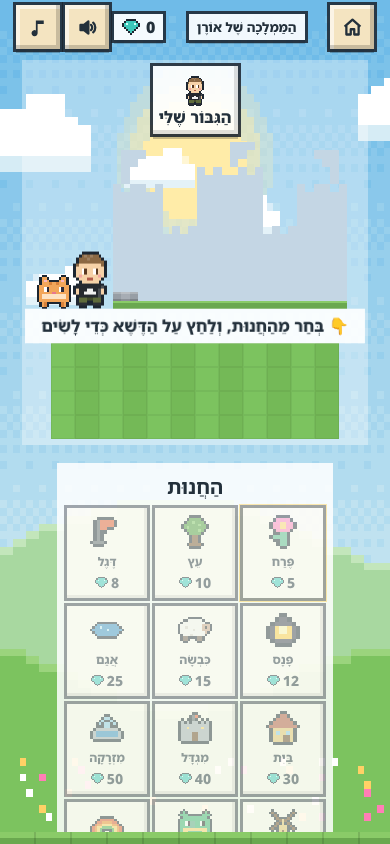 הַמַּמְלָכָה שֶׁל אוֹרֶן
0
הַגִּבּוֹר שֶׁלִּי
👇 בְּחַר מֵהַחֲנוּת, וְלַחַץ עַל הַדֶּשֶׁא כְּדֵי לָשִׂים
הַחֲנוּת
פֶּרַח
5
עֵץ
10
דֶּגֶל
8
פָּנָס
12
כִּבְשָׂה
15
אֲגַם
25
בַּיִת
30
מִגְדָּל
40
מִזְרָקָה
50